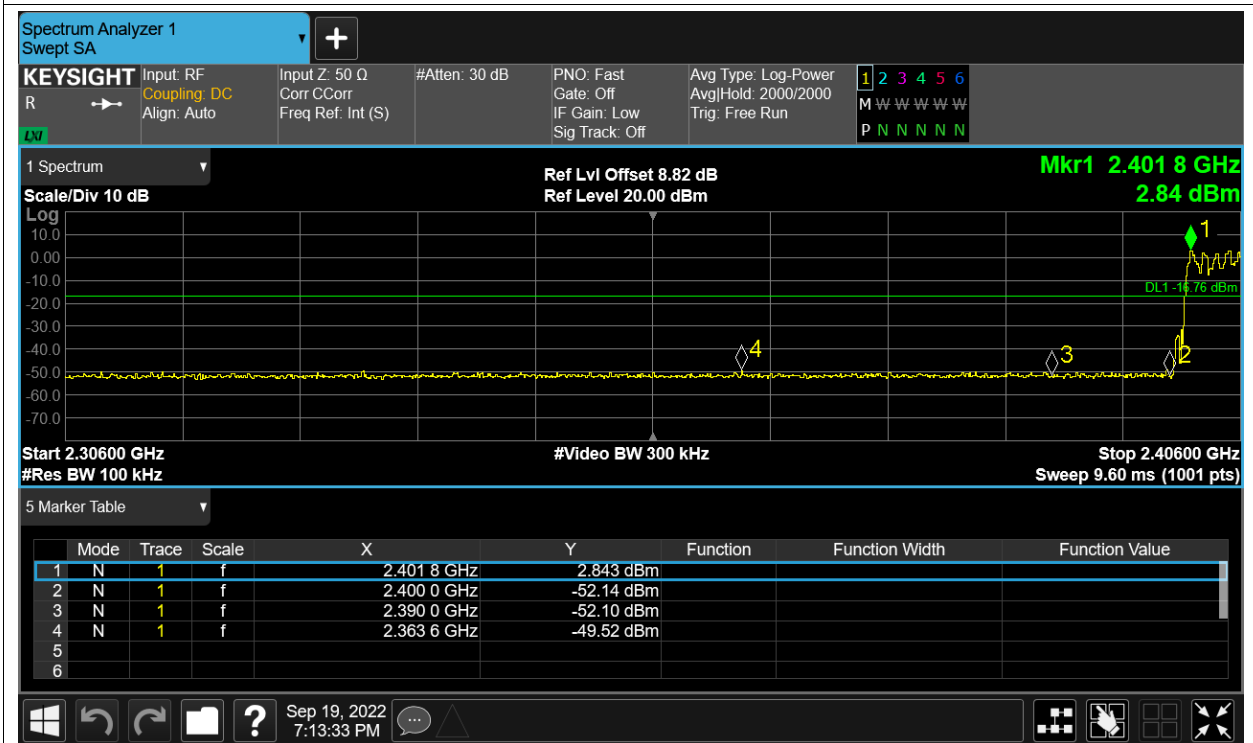 Spectrum Analyzer 1
Swept SA
KEYSIGHT Input: RF Input Z: 50 Ω #Atten: 30 dB PNO: Fast Avg Type: Log-Power 1 2 3 4 5 6
R Coupling: DC Corr CCorr Gate: Off Avg|Hold: 2000/2000 M W W W W W
Align: Auto Freq Ref: Int (S) IF Gain: Low Trig: Free Run
LXI Sig Track: Off P N N N N N
1 Spectrum Ref Lvl Offset 8.82 dB Mkr1 2.401 8 GHz
Scale/Div 10 dB Ref Level 20.00 dBm 2.84 dBm
Log
10.0 1
0.00
-10.0
DL1 -16.76 dBm
-20.0
-30.0
-40.0 4 3 2
-50.0
-60.0
-70.0
Start 2.30600 GHz #Video BW 300 kHz Stop 2.40600 GHz
#Res BW 100 kHz Sweep 9.60 ms (1001 pts)
5 Marker Table
Mode Trace Scale X Y Function Function Width Function Value
1 N 1 f 2.401 8 GHz 2.843 dBm
2 N 1 f 2.400 0 GHz -52.14 dBm
3 N 1 f 2.390 0 GHz -52.10 dBm
4 N 1 f 2.363 6 GHz -49.52 dBm
5
6
? Sep 19, 2022
7:13:33 PM